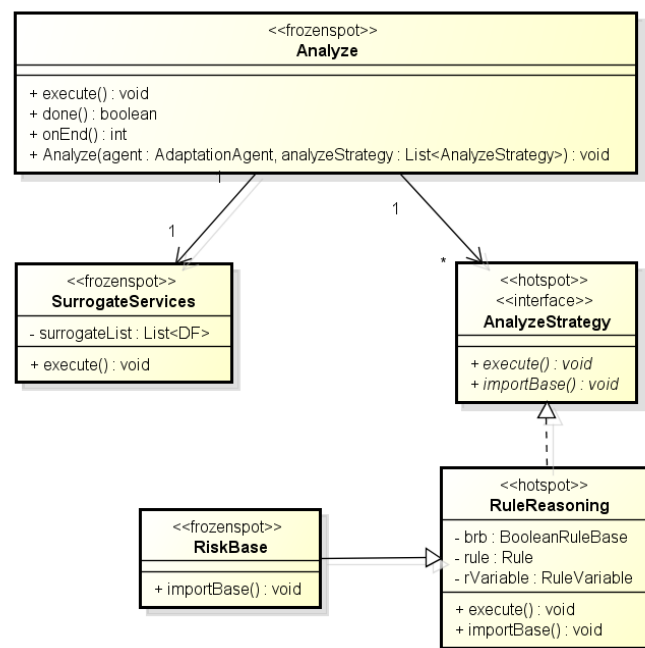 <<frozenspot>>
Analyze
+ execute() : void
+ done() : boolean
+ onEnd() : int
+ Analyze(agent : AdaptationAgent, analyzeStrategy : List<AnalyzeStrategy>) : void
1
1
1
*
<<frozenspot>>
SurrogateServices
- surrogateList : List<DF>
+ execute() : void
<<hotspot>>
<<interface>>
AnalyzeStrategy
+ execute() : void
+ importBase() : void
<<frozenspot>>
RiskBase
+ importBase() : void
<<hotspot>>
RuleReasoning
- brb : BooleanRuleBase
- rule : Rule
- rVariable : RuleVariable
+ execute() : void
+ importBase() : void